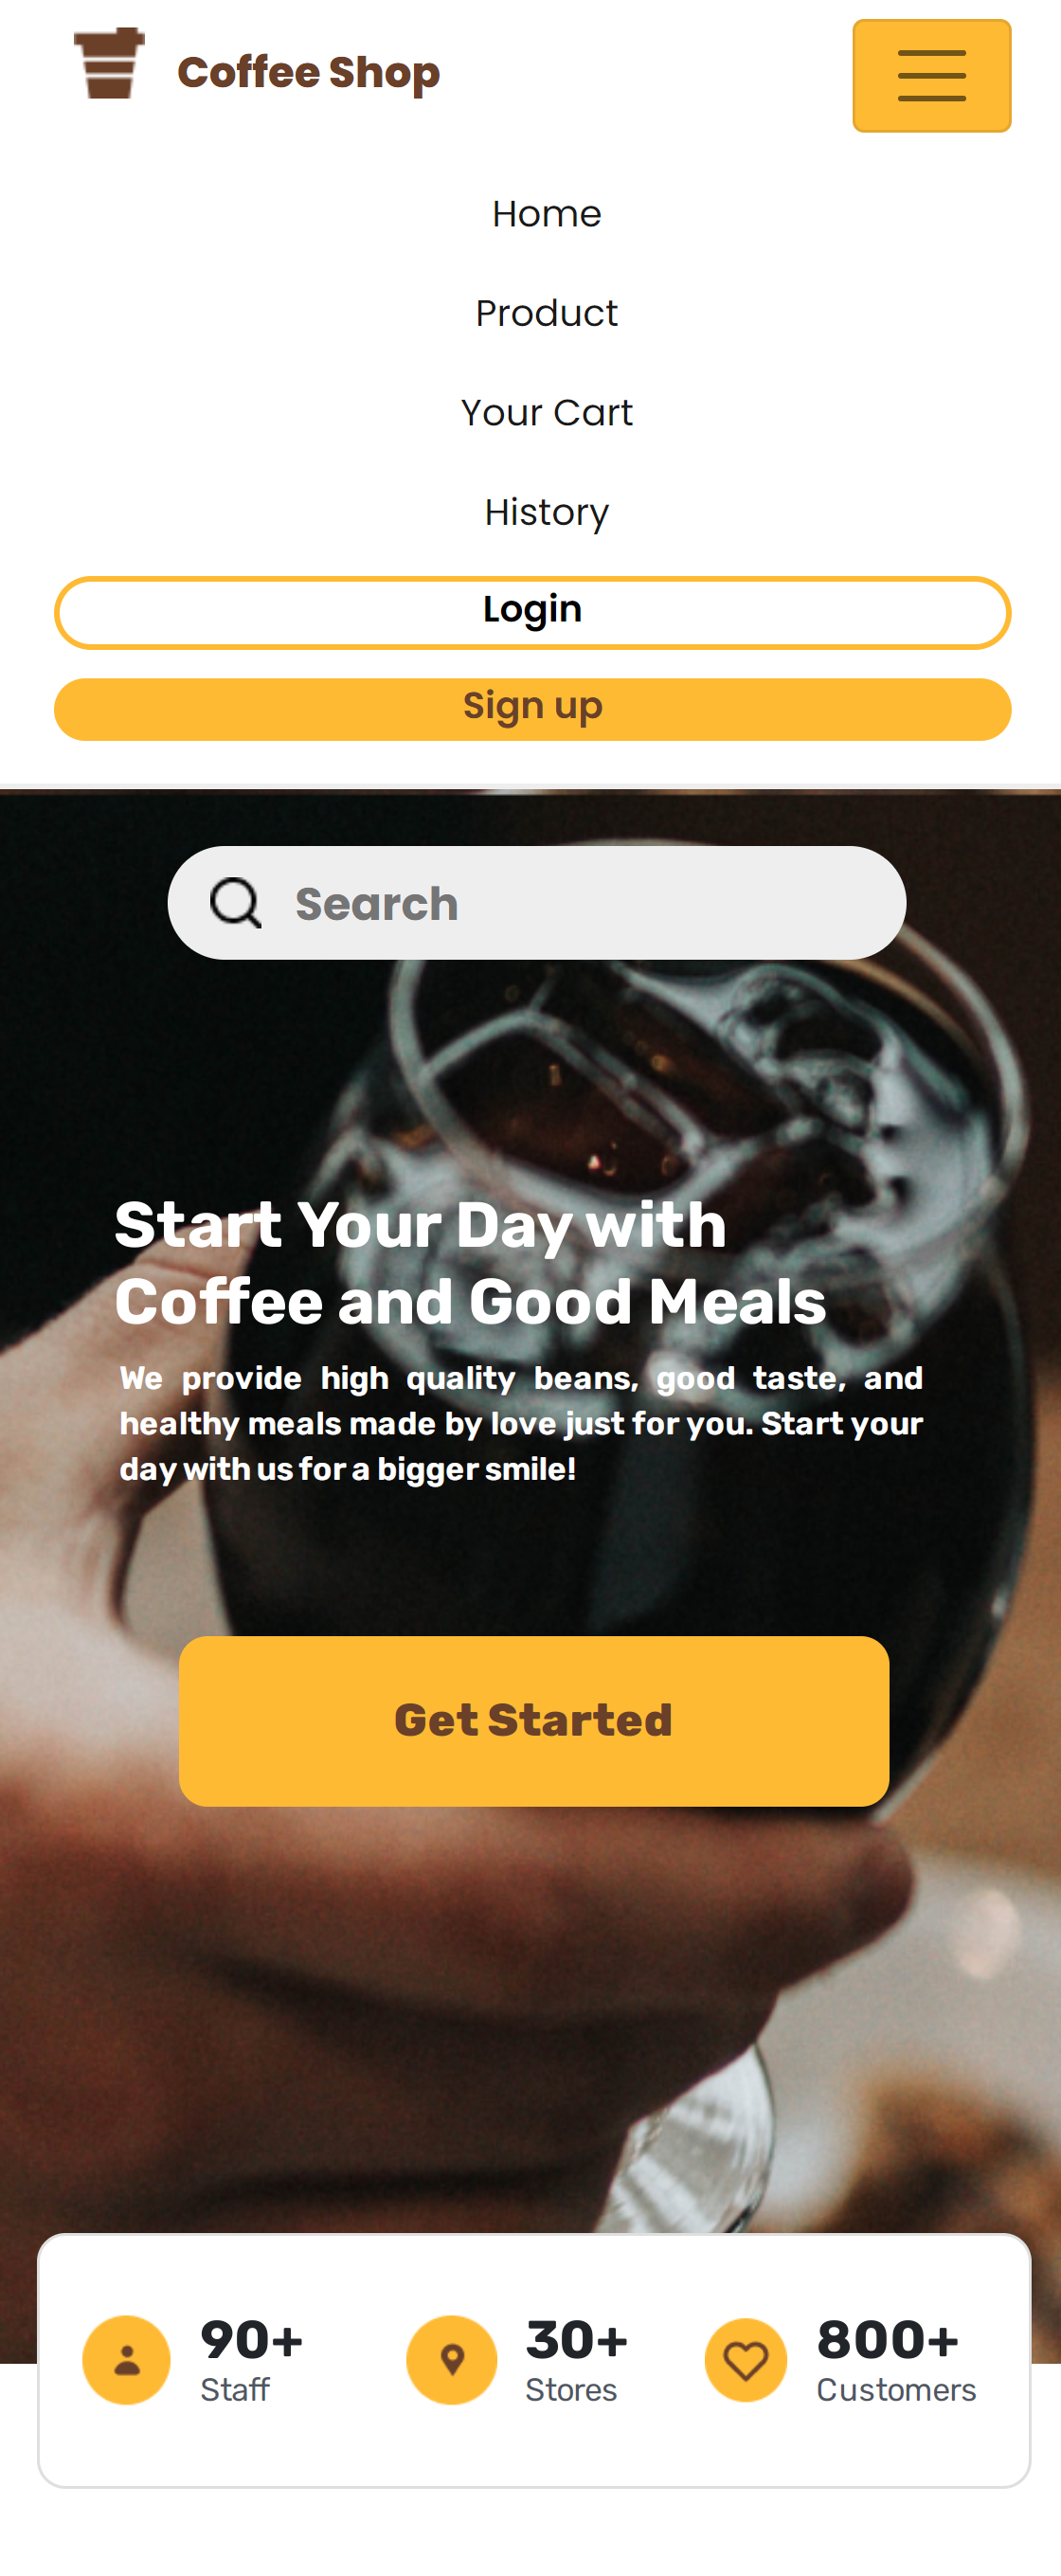 Coffee Shop
Home
Product
Your Cart
History
Login
Sign up
Search
Start Your Day with
Coffee and Good Meals
We provide high quality beans, good taste, and
healthy meals made by love just for you. Start your
day with us for a bigger smile!
Get Started
90+
Staff
30+
Stores
800+
Customers